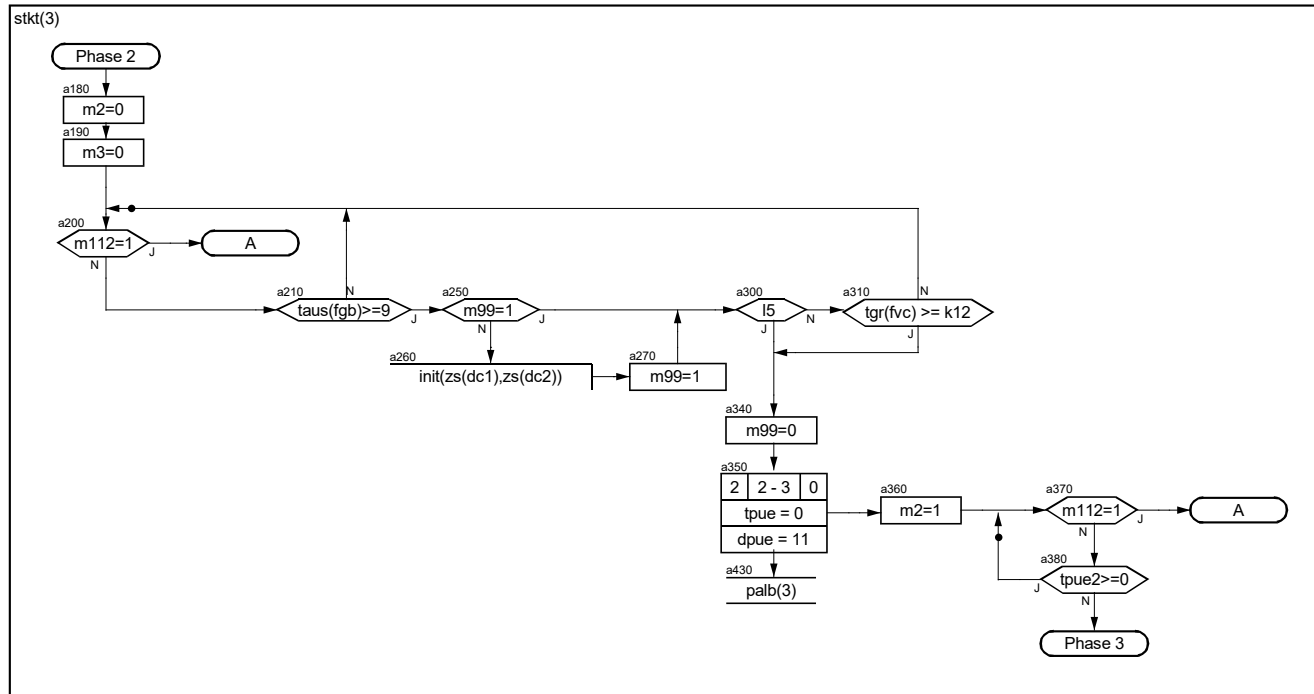 stkt(3)
Phase 2
a180
m2=0
a190
m3=0
a200
m112=1
J
N
A
a210
taus(fgb)>=9
N
J
a250
m99=1
J
N
a260
init(zs(dc1),zs(dc2))
a270
m99=1
a300
l5
N
J
a310
tgr(fvc) >= k12
N
J
a340
m99=0
a350
2 2 - 3 0
tpue = 0
dpue = 11
a430
palb(3)
a360
m2=1
a370
m112=1
J
N
A
a380
tpue2>=0
J
N
Phase 3